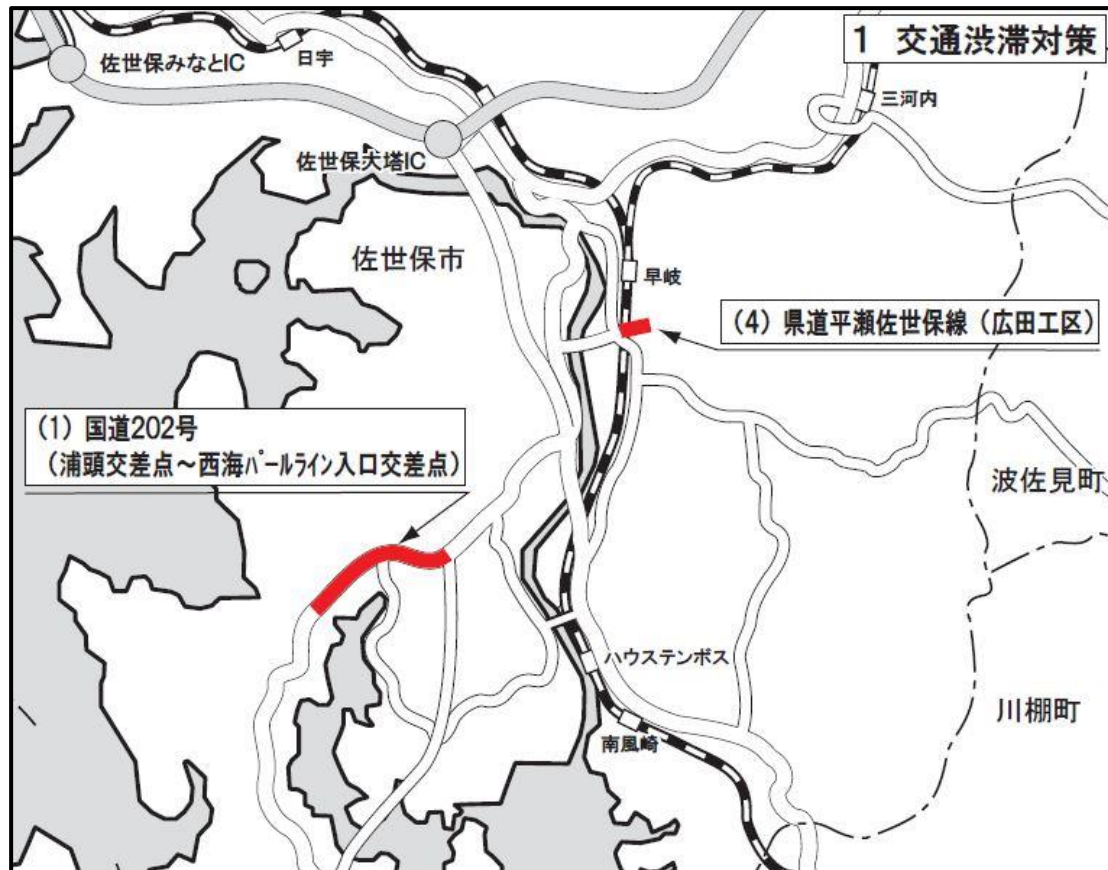 1 交通渋滞対策
佐世保みなとIC
日宇
三河内
佐世保大塔IC
佐世保市
早岐
(4) 県道平瀬佐世保線（広田工区）
(1) 国道202号
（浦頭交差点～西海ﾊﾟｰﾙﾗｲﾝ入口交差点）
波佐見町
ハウステンボス
川棚町
南風崎